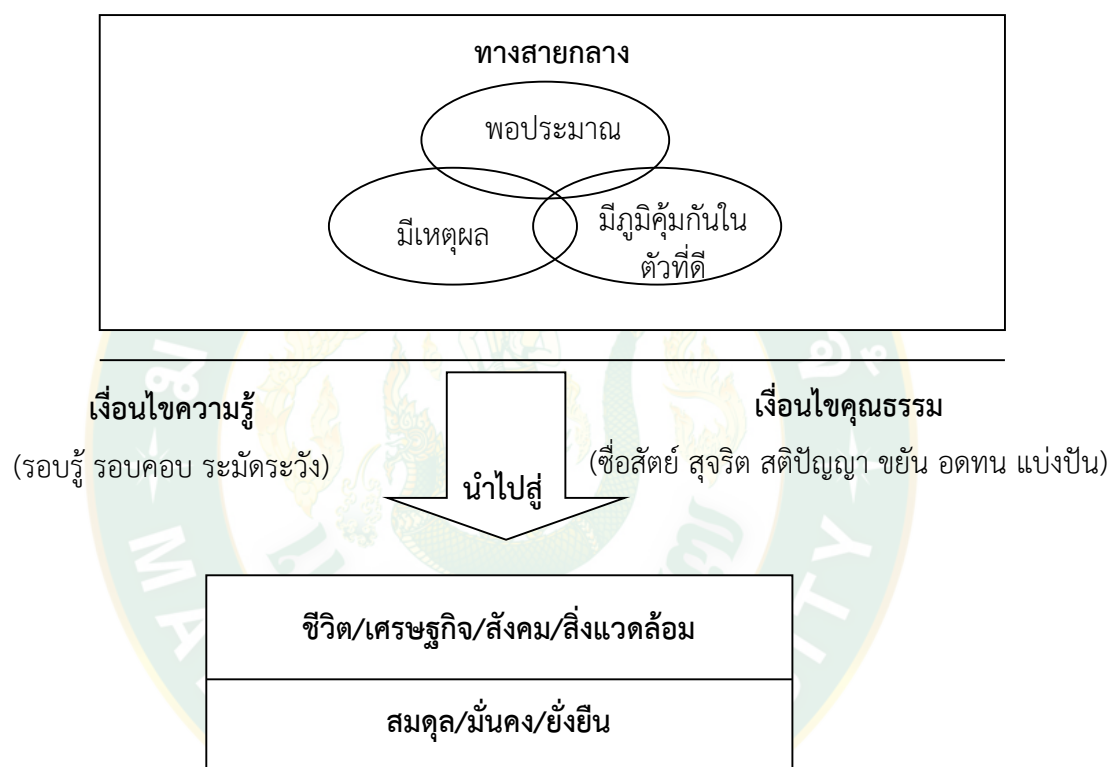 ทางสายกลาง
พอประมาณ
มีเหตุผล
มีภูมิคุ้มกันใน
ตัวที่ดี
เงื่อนไขความรู้
(รอบรู้ รอบคอบ ระมัดระวัง)
เงื่อนไขคุณธรรม
(ซื่อสัตย์ สุจริต สติปัญญา ขยัน อดทน แบ่งปัน)
นำไปสู่
ชีวิต/เศรษฐกิจ/สังคม/สิ่งแวดล้อม
สมดุล/มั่นคง/ยั่งยืน